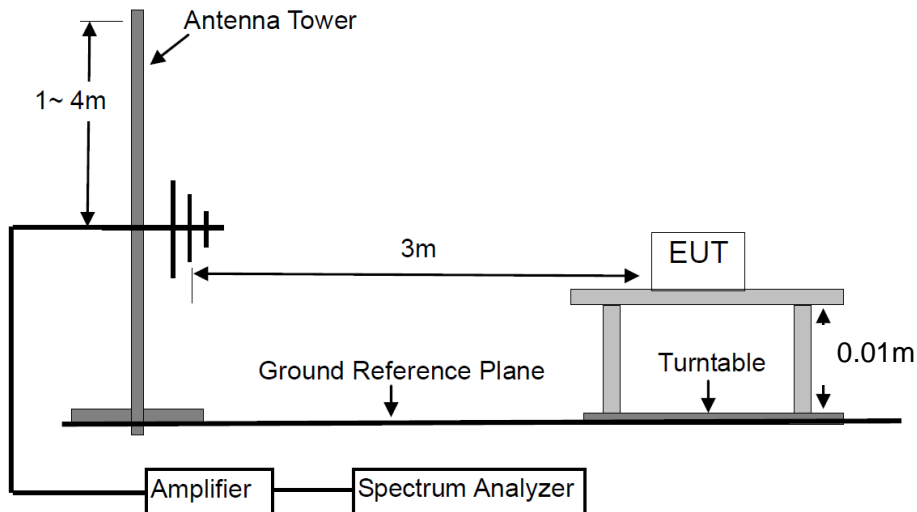 Antenna Tower
1~ 4m
3m
EUT
0.01m
Ground Reference Plane
Turntable
Amplifier
Spectrum Analyzer